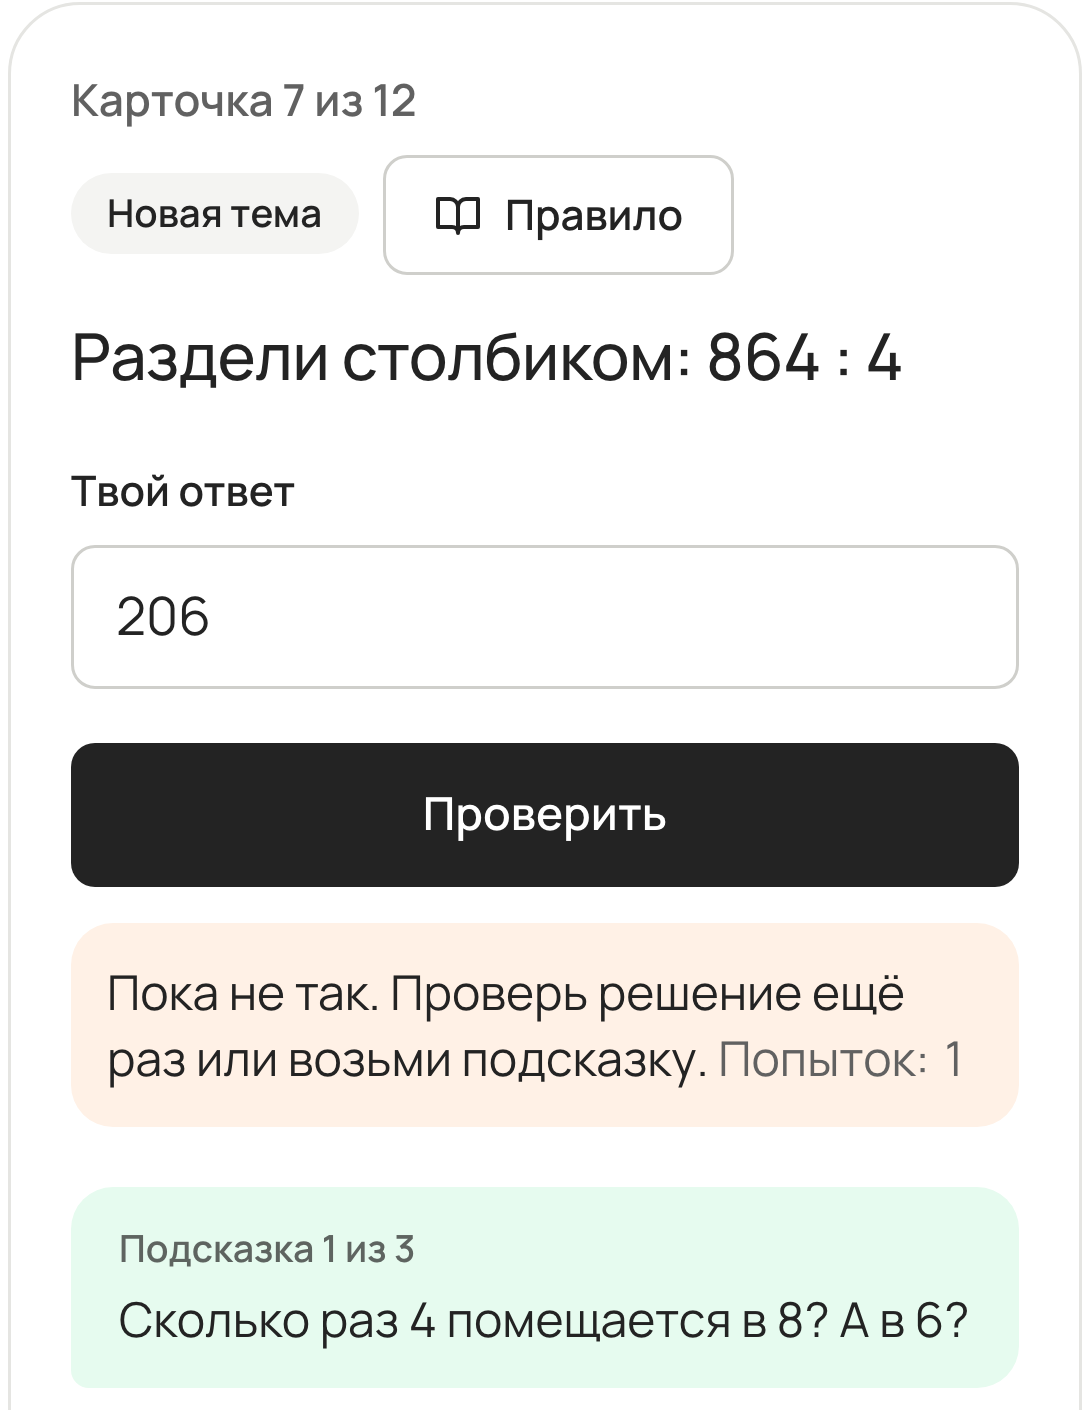 Карточка 7 из 12
Новая тема
Правило
Раздели столбиком: 864 : 4
Твой ответ
206
Проверить
Пока не так. Проверь решение ещё
раз или возьми подсказку. Попыток: 1
Подсказка 1 из 3
Сколько раз 4 помещается в 8? А в 6?